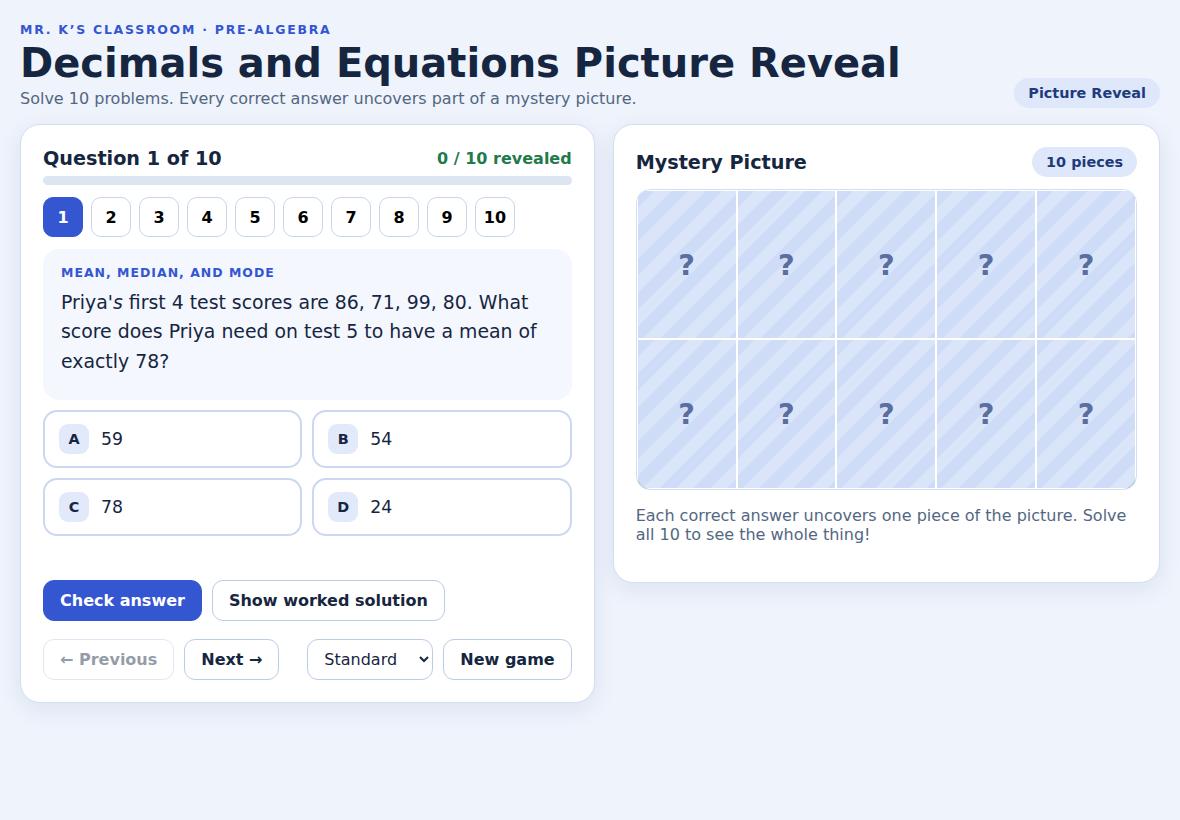 MR. K’S CLASSROOM · PRE-ALGEBRA
Decimals and Equations Picture Reveal
Solve 10 problems. Every correct answer uncovers part of a mystery picture.
Picture Reveal
Question 1 of 10
0 / 10 revealed
1 2 3 4 5 6 7 8 9 10
MEAN, MEDIAN, AND MODE
Priya's first 4 test scores are 86, 71, 99, 80. What
score does Priya need on test 5 to have a mean of
exactly 78?
A 59
B 54
C 78
D 24
Check answer
Show worked solution
← Previous
Next →
Standard
New game
Mystery Picture
10 pieces
? ? ? ? ?
? ? ? ? ?
Each correct answer uncovers one piece of the picture. Solve
all 10 to see the whole thing!